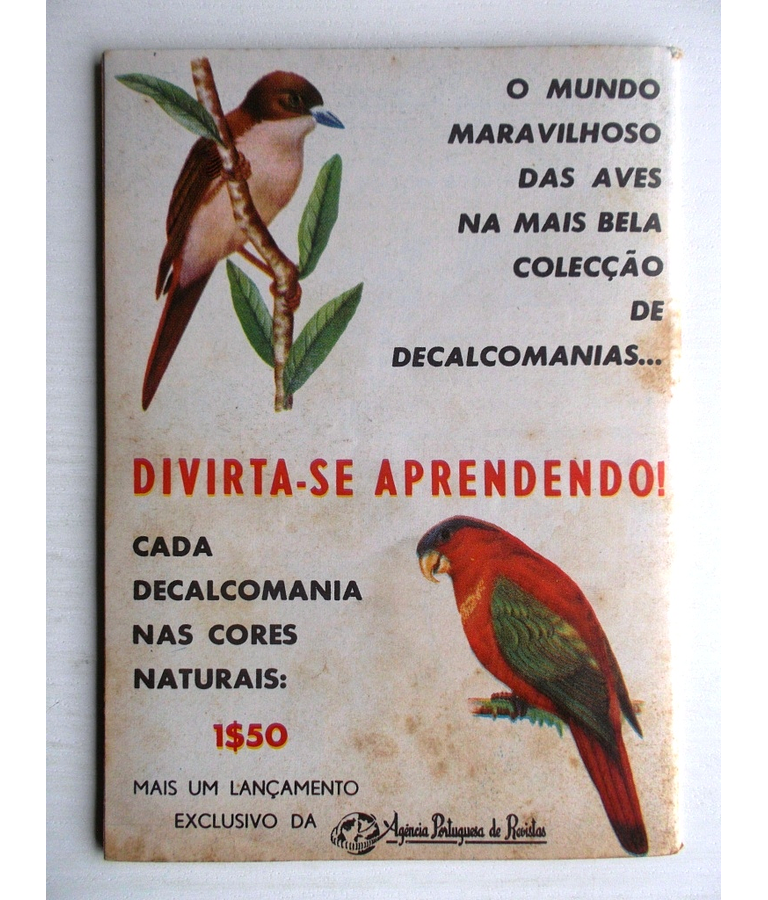 O MUNDO
MARAVILHOSO
DAS AVES
NA MAIS BELA
COLECÇÃO
DE
DECALCOMANIAS...
DIVIRTA-SE APRENDENDO!
CADA
DECALCOMANIA
NAS CORES
NATURAIS:
1$50
MAIS UM LANÇAMENTO
EXCLUSIVO DA Agência Portuguesa de Revistas